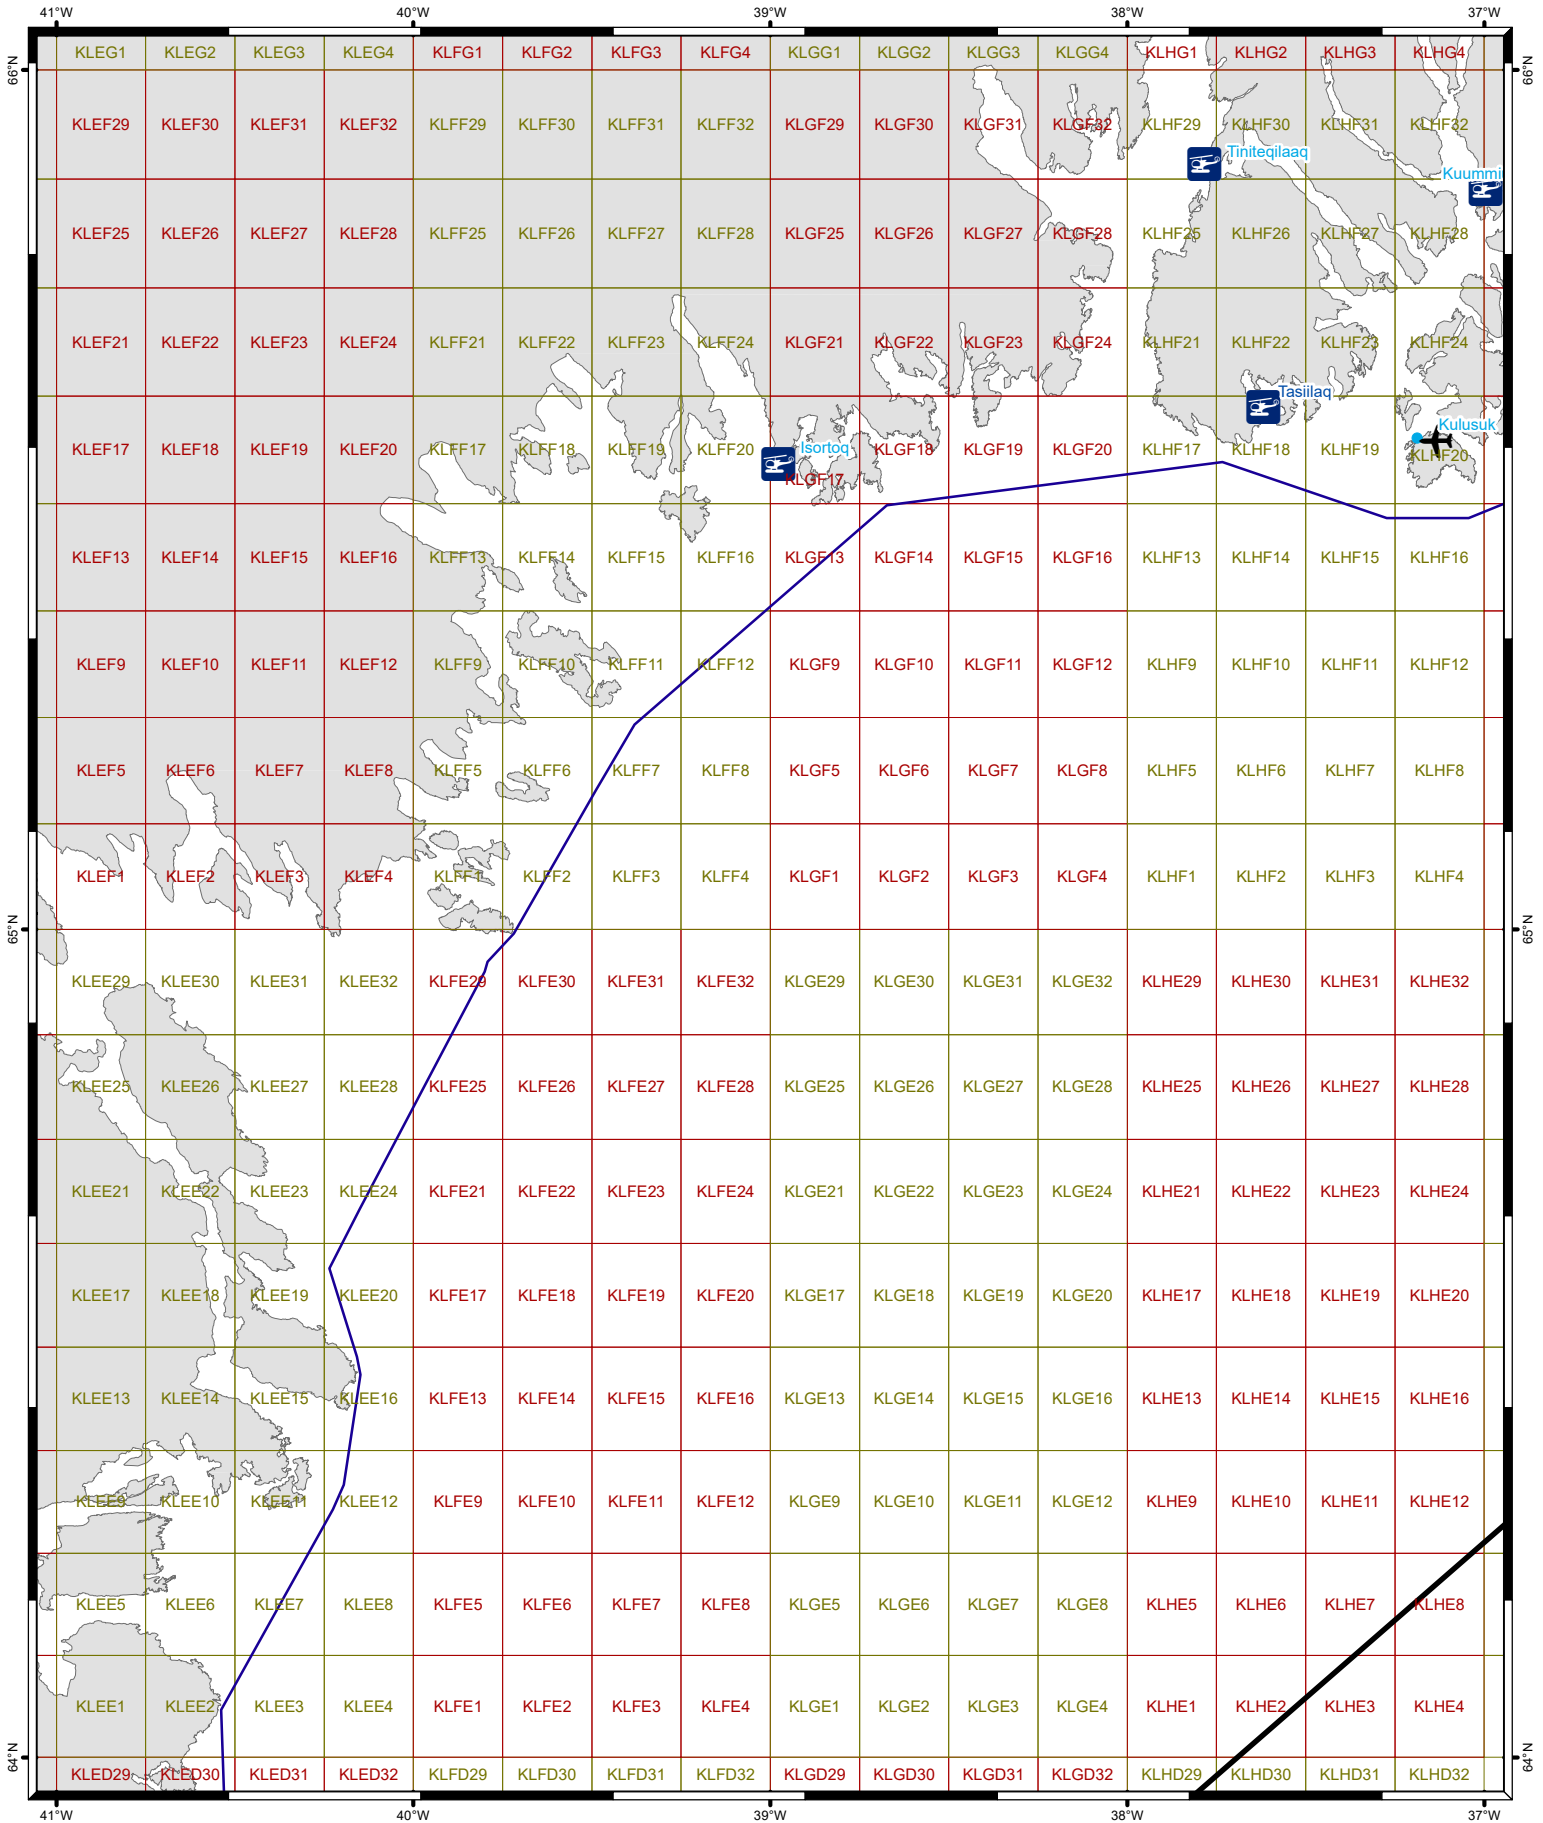 41°W 40°W 39°W 38°W 37°W
KLEG1 KLEG2 KLEG3 KLEG4 KLFG1 KLFG2 KLFG3 KLFG4 KLGG1 KLGG2 KLGG3 KLGG4 KLHG1 KLHG2 KLHG3 KLHG4
66°N 66°N
KLEF29 KLEF30 KLEF31 KLEF32 KLFF29 KLFF30 KLFF31 KLFF32 KLGF29 KLGF30 KLGF31 KLGF32 KLHF29 KLHF30 KLHF31 KLHF32
Tiniteqilaaq
Kuummi
KLEF25 KLEF26 KLEF27 KLEF28 KLFF25 KLFF26 KLFF27 KLFF28 KLGF25 KLGF26 KLGF27 KLGF28 KLHF25 KLHF26 KLHF27 KLHF28
KLEF21 KLEF22 KLEF23 KLEF24 KLFF21 KLFF22 KLFF23 KLFF24 KLGF21 KLGF22 KLGF23 KLGF24 KLHF21 KLHF22 KLHF23 KLHF24
Tasiilaq
Kulusuk
KLEF17 KLEF18 KLEF19 KLEF20 KLFF17 KLFF18 KLFF19 KLFF20 Isortoq KLGF18 KLGF19 KLGF20 KLHF17 KLHF18 KLHF19 KLHF20
KLGF17
KLEF13 KLEF14 KLEF15 KLEF16 KLFF13 KLFF14 KLFF15 KLFF16 KLGF13 KLGF14 KLGF15 KLGF16 KLHF13 KLHF14 KLHF15 KLHF16
KLEF9 KLEF10 KLEF11 KLEF12 KLFF9 KLFF10 KLFF11 KLFF12 KLGF9 KLGF10 KLGF11 KLGF12 KLHF9 KLHF10 KLHF11 KLHF12
KLEF5 KLEF6 KLEF7 KLEF8 KLFF5 KLFF6 KLFF7 KLFF8 KLGF5 KLGF6 KLGF7 KLGF8 KLHF5 KLHF6 KLHF7 KLHF8
KLEF1 KLEF2 KLEF3 KLEF4 KLFF1 KLFF2 KLFF3 KLFF4 KLGF1 KLGF2 KLGF3 KLGF4 KLHF1 KLHF2 KLHF3 KLHF4
65°N 65°N
KLEE29 KLEE30 KLEE31 KLEE32 KLFE29 KLFE30 KLFE31 KLFE32 KLGE29 KLGE30 KLGE31 KLGE32 KLHE29 KLHE30 KLHE31 KLHE32
KLEE25 KLEE26 KLEE27 KLEE28 KLFE25 KLFE26 KLFE27 KLFE28 KLGE25 KLGE26 KLGE27 KLGE28 KLHE25 KLHE26 KLHE27 KLHE28
KLEE21 KLEE22 KLEE23 KLEE24 KLFE21 KLFE22 KLFE23 KLFE24 KLGE21 KLGE22 KLGE23 KLGE24 KLHE21 KLHE22 KLHE23 KLHE24
KLEE17 KLEE18 KLEE19 KLEE20 KLFE17 KLFE18 KLFE19 KLFE20 KLGE17 KLGE18 KLGE19 KLGE20 KLHE17 KLHE18 KLHE19 KLHE20
KLEE13 KLEE14 KLEE15 KLEE16 KLFE13 KLFE14 KLFE15 KLFE16 KLGE13 KLGE14 KLGE15 KLGE16 KLHE13 KLHE14 KLHE15 KLHE16
KLEE9 KLEE10 KLEE11 KLEE12 KLFE9 KLFE10 KLFE11 KLFE12 KLGE9 KLGE10 KLGE11 KLGE12 KLHE9 KLHE10 KLHE11 KLHE12
KLEE5 KLEE6 KLEE7 KLEE8 KLFE5 KLFE6 KLFE7 KLFE8 KLGE5 KLGE6 KLGE7 KLGE8 KLHE5 KLHE6 KLHE7 KLHE8
KLEE1 KLEE2 KLEE3 KLEE4 KLFE1 KLFE2 KLFE3 KLFE4 KLGE1 KLGE2 KLGE3 KLGE4 KLHE1 KLHE2 KLHE3 KLHE4
64°N 64°N
KLED29 KLED30 KLED31 KLED32 KLFD29 KLFD30 KLFD31 KLFD32 KLGD29 KLGD30 KLGD31 KLGD32 KLHD29 KLHD30 KLHD31 KLHD32
41°W 40°W 39°W 38°W 37°W